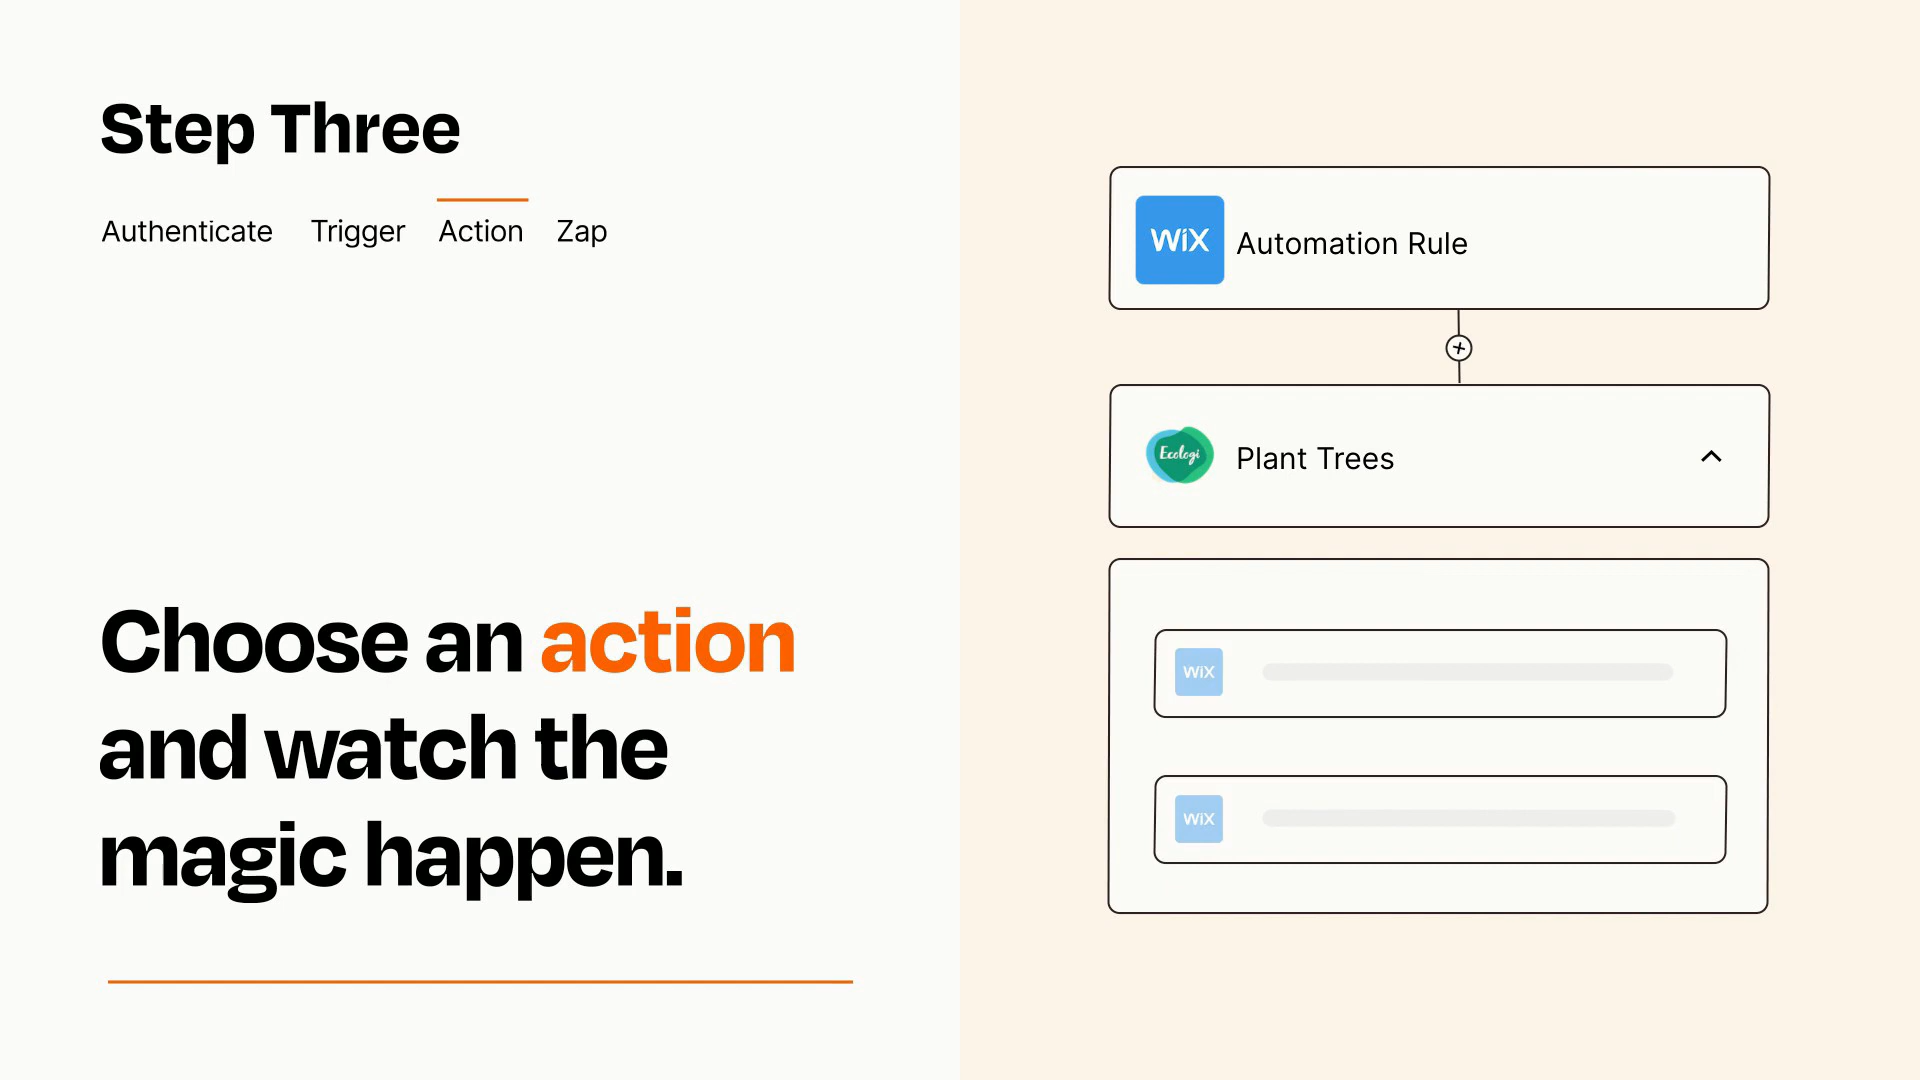 Step Three
Authenticate Trigger Action Zap
Choose an action
and watch the
magic happen.
WiX Automation Rule
Ecologi Plant Trees
WiX
WiX